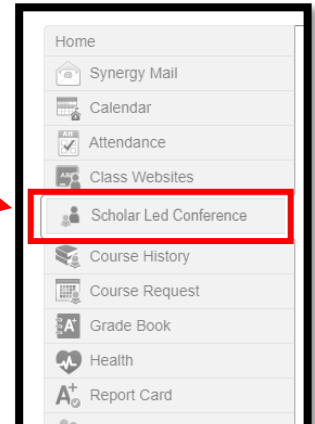 Home
Synergy Mail
Calendar
Attendance
Class Websites
Scholar Led Conference
Course History
Course Request
Grade Book
Health
Report Card